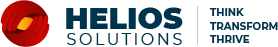 HELIOS
SOLUTIONS
THINK
TRANSFORM
THRIVE